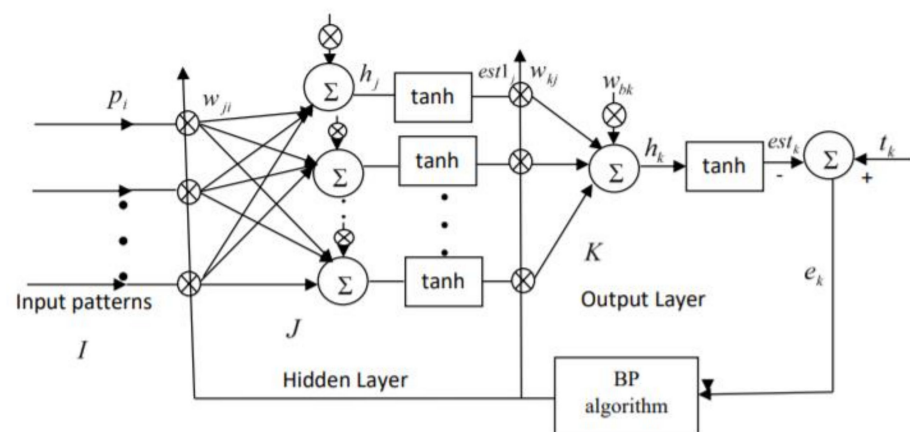 p_i
w_ji
Σ
h_j
tanh
est1_j
w_kj
w_bk
Σ
h_k
tanh
est_k
-
Σ
t_k
+
Σ
tanh
Σ
tanh
K
e_k
Input patterns
I
J
Output Layer
Hidden Layer
BP
algorithm